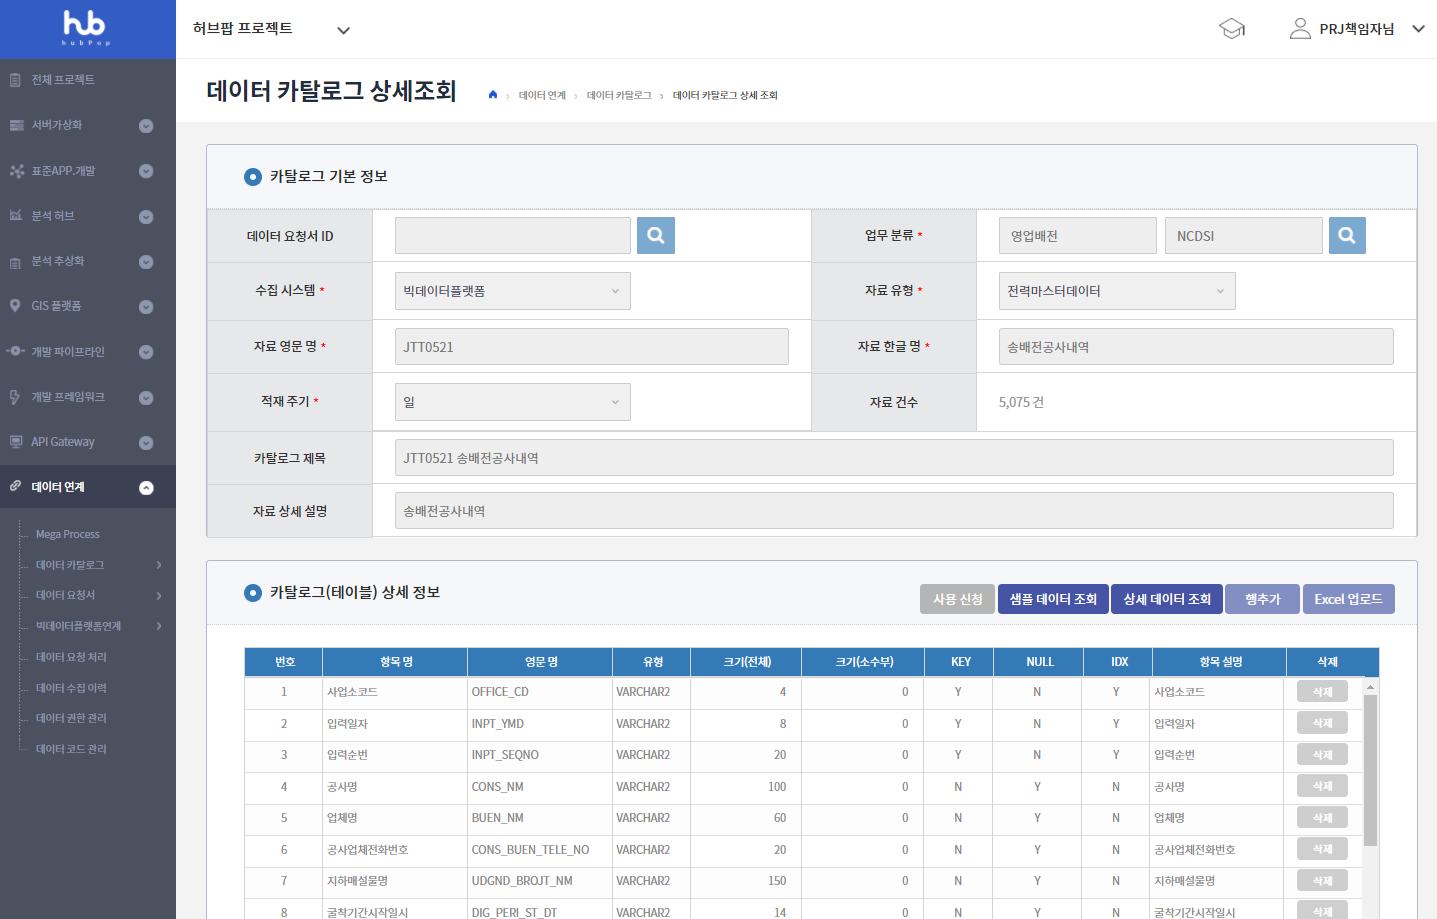 hub
hubPop
허브팝 프로젝트
PRJ책임자님
전체 프로젝트
서버가상화
표준APP.개발
분석 허브
분석 추상화
GIS 플랫폼
개발 파이프라인
개발 프레임워크
API Gateway
데이터 연계
Mega Process
데이터 카탈로그
데이터 요청서
빅데이터플랫폼연계
데이터 요청 처리
데이터 수집 이력
데이터 권한 관리
데이터 코드 관리
데이터 카탈로그 상세조회
데이터 연계 › 데이터 카탈로그 › 데이터 카탈로그 상세 조회
카탈로그 기본 정보
데이터 요청서 ID 업무 분류 * 영업배전 NCDSI
수집 시스템 * 빅데이터플랫폼 자료 유형 * 전력마스터데이터
자료 영문 명 * JTT0521 자료 한글 명 * 송배전공사내역
적재 주기 * 일 자료 건수 5,075 건
카탈로그 제목 JTT0521 송배전공사내역
자료 상세 설명 송배전공사내역
카탈로그(테이블) 상세 정보 사용 신청 샘플 데이터 조회 상세 데이터 조회 행추가 Excel 업로드
번호 항목 명 영문 명 유형 크기(전체) 크기(소수부) KEY NULL IDX 항목 설명 삭제
1 사업소코드 OFFICE_CD VARCHAR2 4 0 Y N Y 사업소코드 삭제
2 입력일자 INPT_YMD VARCHAR2 8 0 Y N Y 입력일자 삭제
3 입력순번 INPT_SEQNO VARCHAR2 20 0 Y N Y 입력순번 삭제
4 공사명 CONS_NM VARCHAR2 100 0 N Y N 공사명 삭제
5 업체명 BUEN_NM VARCHAR2 60 0 N Y N 업체명 삭제
6 공사업체전화번호 CONS_BUEN_TELE_NO VARCHAR2 20 0 N Y N 공사업체전화번호 삭제
7 지하매설물명 UDGND_BROJT_NM VARCHAR2 150 0 N Y N 지하매설물명 삭제
8 굴착기간시작일시 DIG_PERI_ST_DT VARCHAR2 14 0 N Y N 굴착기간시작일시 삭제